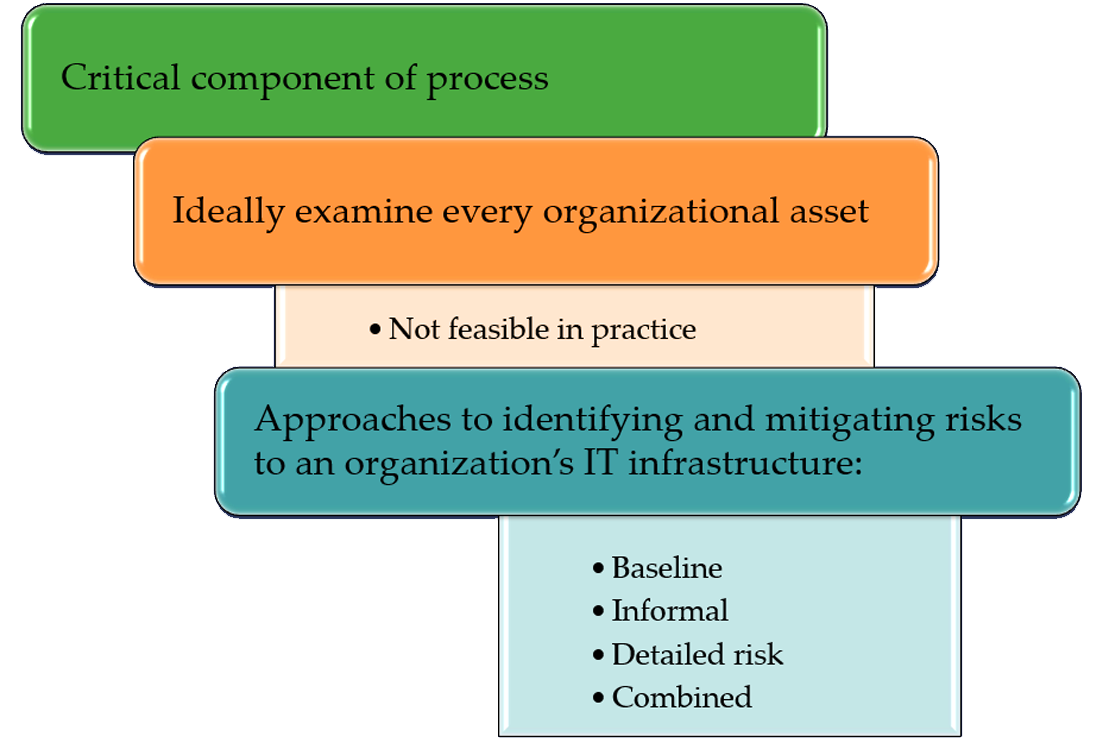 Critical component of process
Ideally examine every organizational asset
• Not feasible in practice
Approaches to identifying and mitigating risks
to an organization’s IT infrastructure:
• Baseline
• Informal
• Detailed risk
• Combined